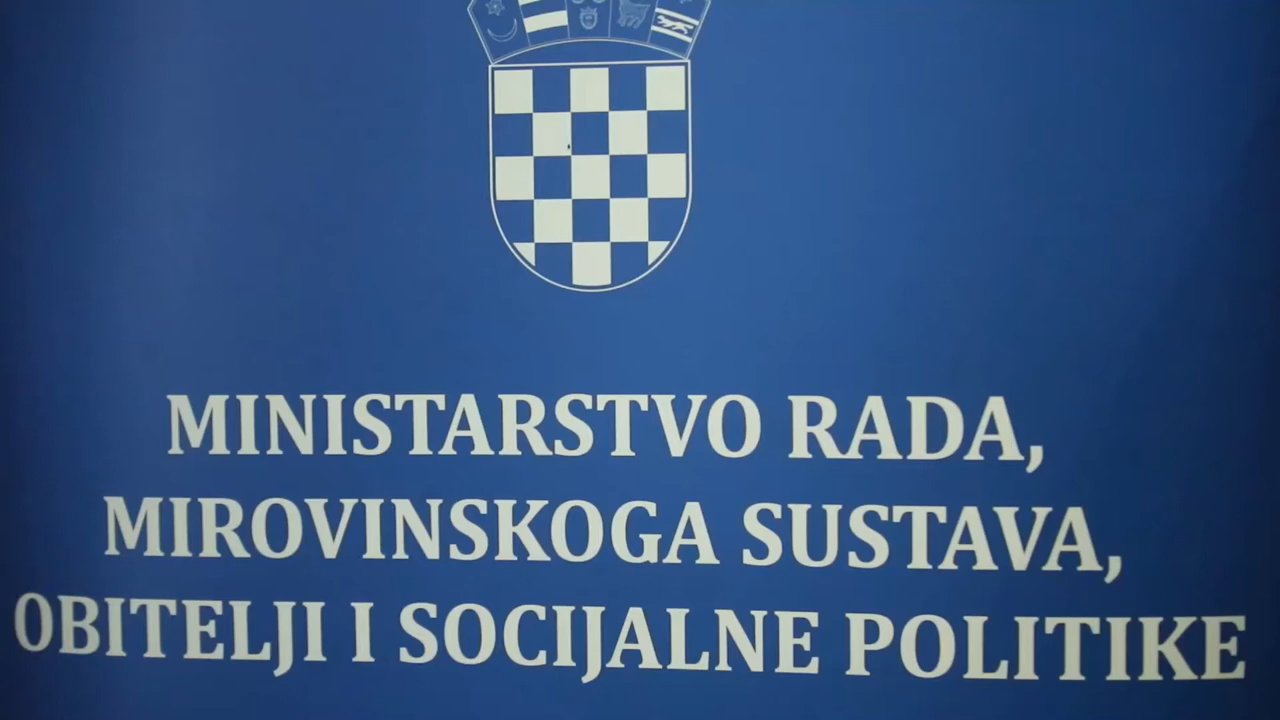 MINISTARSTVO RADA,
MIROVINSKOGA SUSTAVA,
OBITELJI I SOCIJALNE POLITIKE